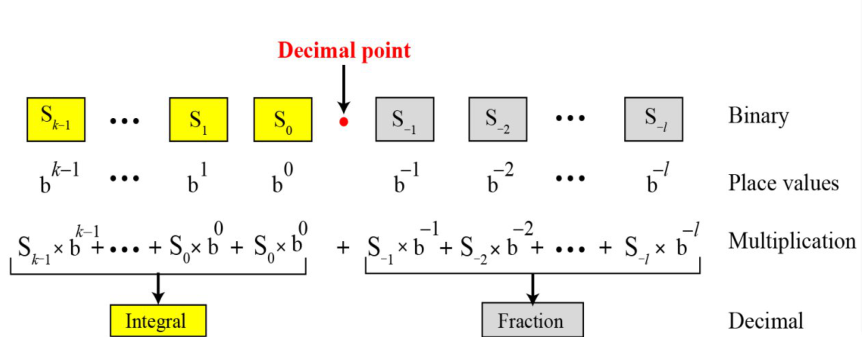 Decimal point
S_{k–1} ••• S_1 S_0 • S_{–1} S_{–2} ••• S_{–l} Binary
b^{k–1} ••• b^1 b^0 b^{–1} b^{–2} ••• b^{–l} Place values
S_{k–1} × b^{k–1} + ••• + S_0 × b^0 + S_0 × b^0 + S_{–1} × b^{–1} + S_{–2} × b^{–2} + ••• + S_{–l} × b^{–l} Multiplication
Integral Fraction Decimal